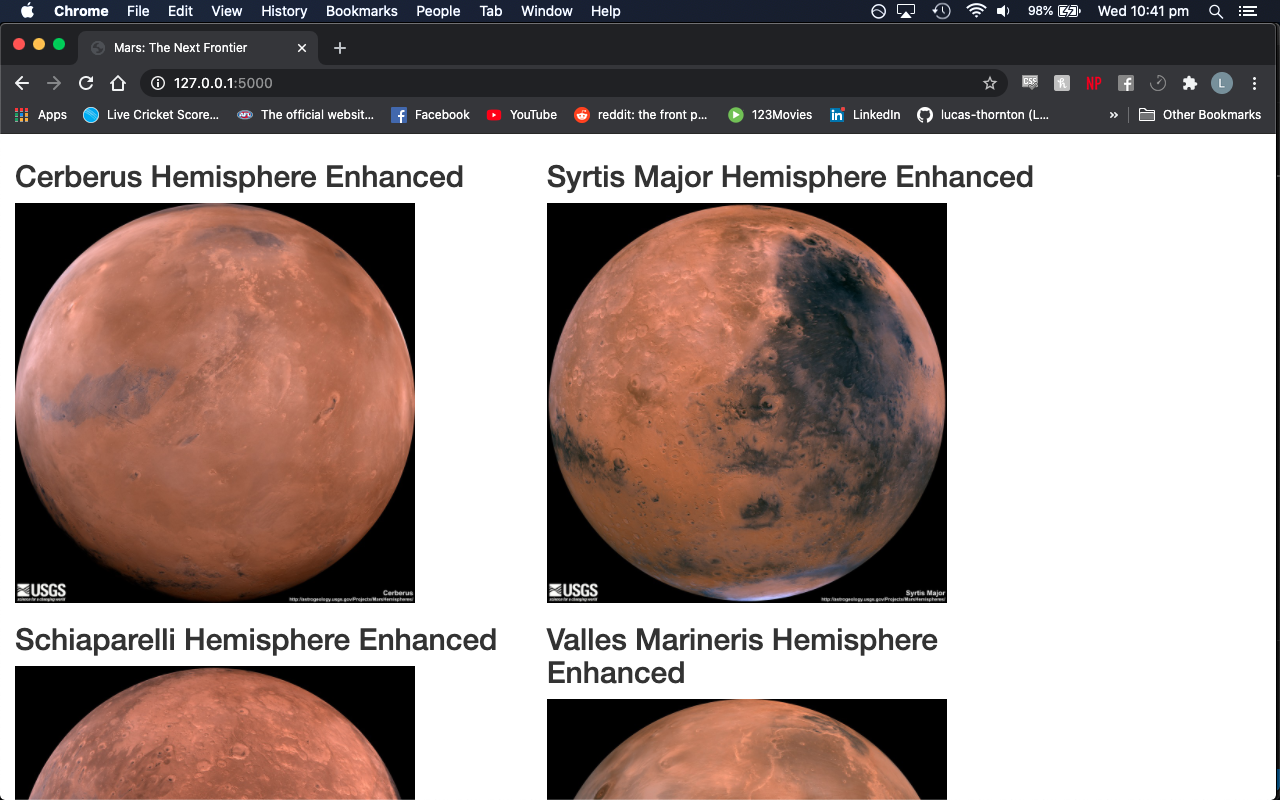 Chrome File Edit View History Bookmarks People Tab Window Help 98% Wed 10:41 pm
Mars: The Next Frontier
127.0.0.1:5000
GSF NP L
Apps Live Cricket Score... AFL The official websit... Facebook YouTube reddit: the front p... 123Movies LinkedIn lucas-thornton (L... » Other Bookmarks
Cerberus Hemisphere Enhanced
Syrtis Major Hemisphere Enhanced
USGS
science for a changing world
Cerberus
http://astrogeology.usgs.gov/Projects/MarsHemispheres/
USGS
science for a changing world
Syrtis Major
http://astrogeology.usgs.gov/Projects/MarsHemispheres/
Schiaparelli Hemisphere Enhanced
Valles Marineris Hemisphere
Enhanced